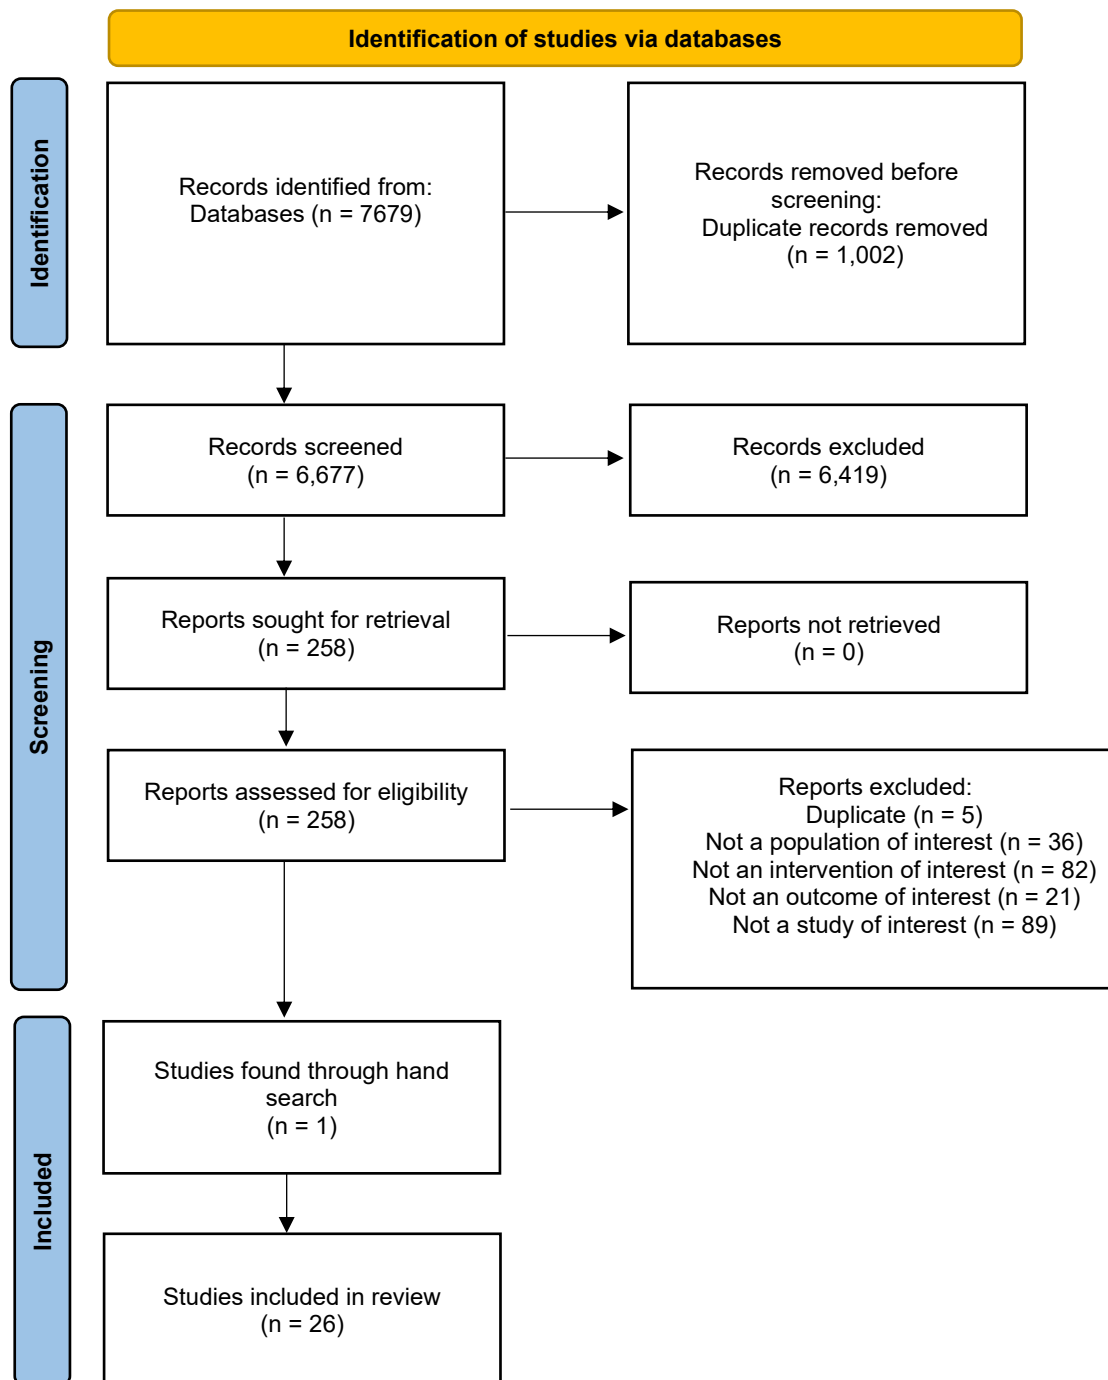 Identification of studies via databases
Identification
Records identified from:
Databases (n = 7679)
Records removed before
screening:
Duplicate records removed
(n = 1,002)
Screening
Records screened
(n = 6,677)
Records excluded
(n = 6,419)
Reports sought for retrieval
(n = 258)
Reports not retrieved
(n = 0)
Reports assessed for eligibility
(n = 258)
Reports excluded:
Duplicate (n = 5)
Not a population of interest (n = 36)
Not an intervention of interest (n = 82)
Not an outcome of interest (n = 21)
Not a study of interest (n = 89)
Included
Studies found through hand
search
(n = 1)
Studies included in review
(n = 26)